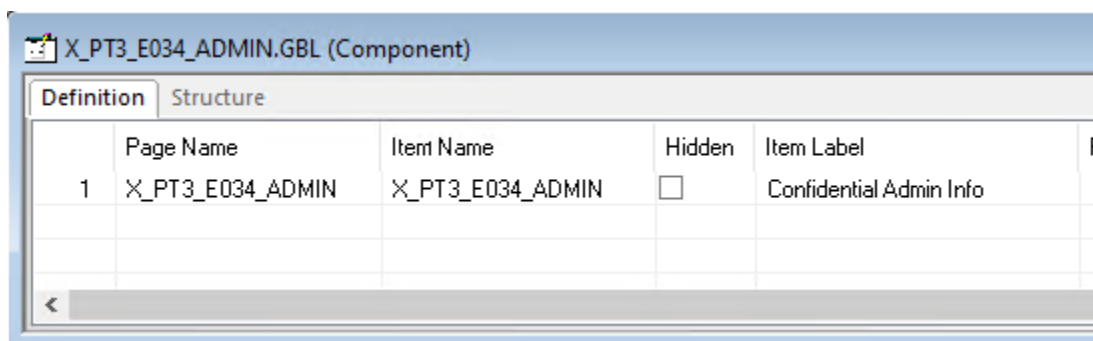 X_PT3_E034_ADMIN.GBL (Component)
Definition Structure
Page Name Item Name Hidden Item Label
1 X_PT3_E034_ADMIN X_PT3_E034_ADMIN Confidential Admin Info